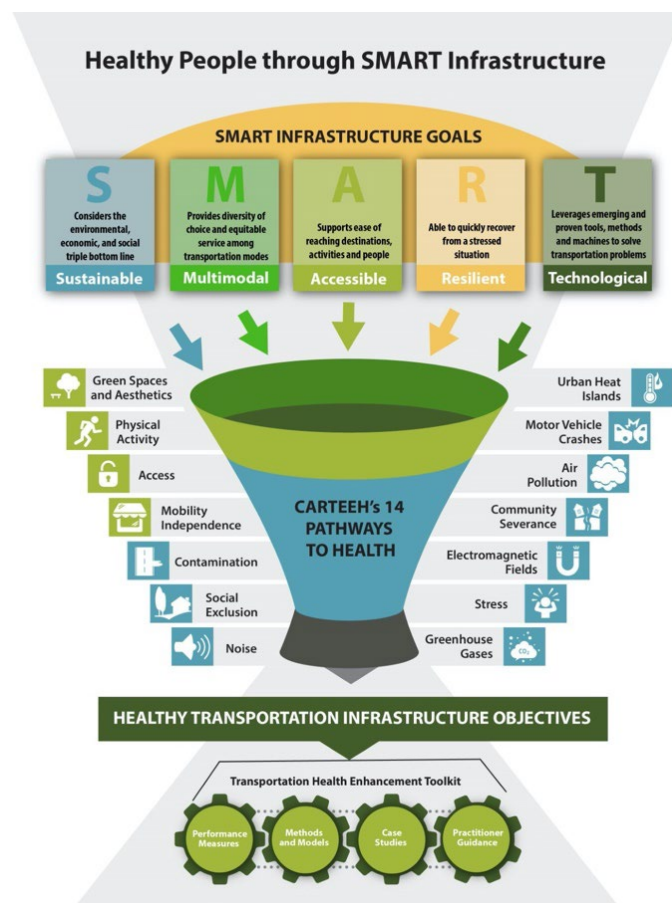 Healthy People through SMART Infrastructure
SMART INFRASTRUCTURE GOALS
S
Considers the
environmental,
economic, and social
triple bottom line
Sustainable
M
Provides diversity of
choice and equitable
service among
transportation modes
Multimodal
A
Supports ease of
reaching destinations,
activities and people
Accessible
R
Able to quickly recover
from a stressed
situation
Resilient
T
Leverages emerging and
proven tools, methods
and machines to solve
transportation problems
Technological
Green Spaces
and Aesthetics
Physical
Activity
Access
Mobility
Independence
Contamination
Social
Exclusion
Noise
CARTEEH's 14
PATHWAYS
TO HEALTH
Urban Heat
Islands
Motor Vehicle
Crashes
Air
Pollution
Community
Severance
Electromagnetic
Fields
Stress
Greenhouse
Gases
CO₂
HEALTHY TRANSPORTATION INFRASTRUCTURE OBJECTIVES
Transportation Health Enhancement Toolkit
Performance
Measures
Methods
and Models
Case
Studies
Practitioner
Guidance